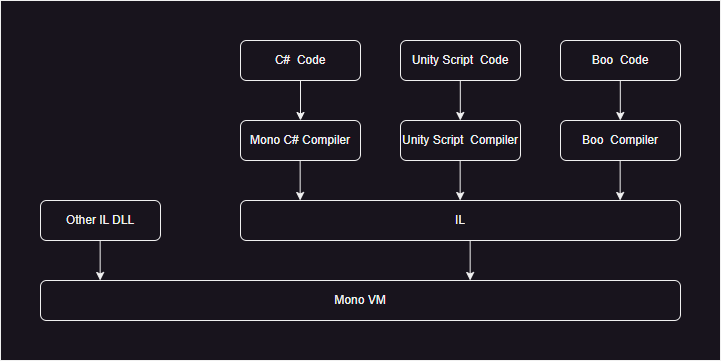 C# Code
Unity Script Code
Boo Code
Mono C# Compiler
Unity Script Compiler
Boo Compiler
Other IL DLL
IL
Mono VM